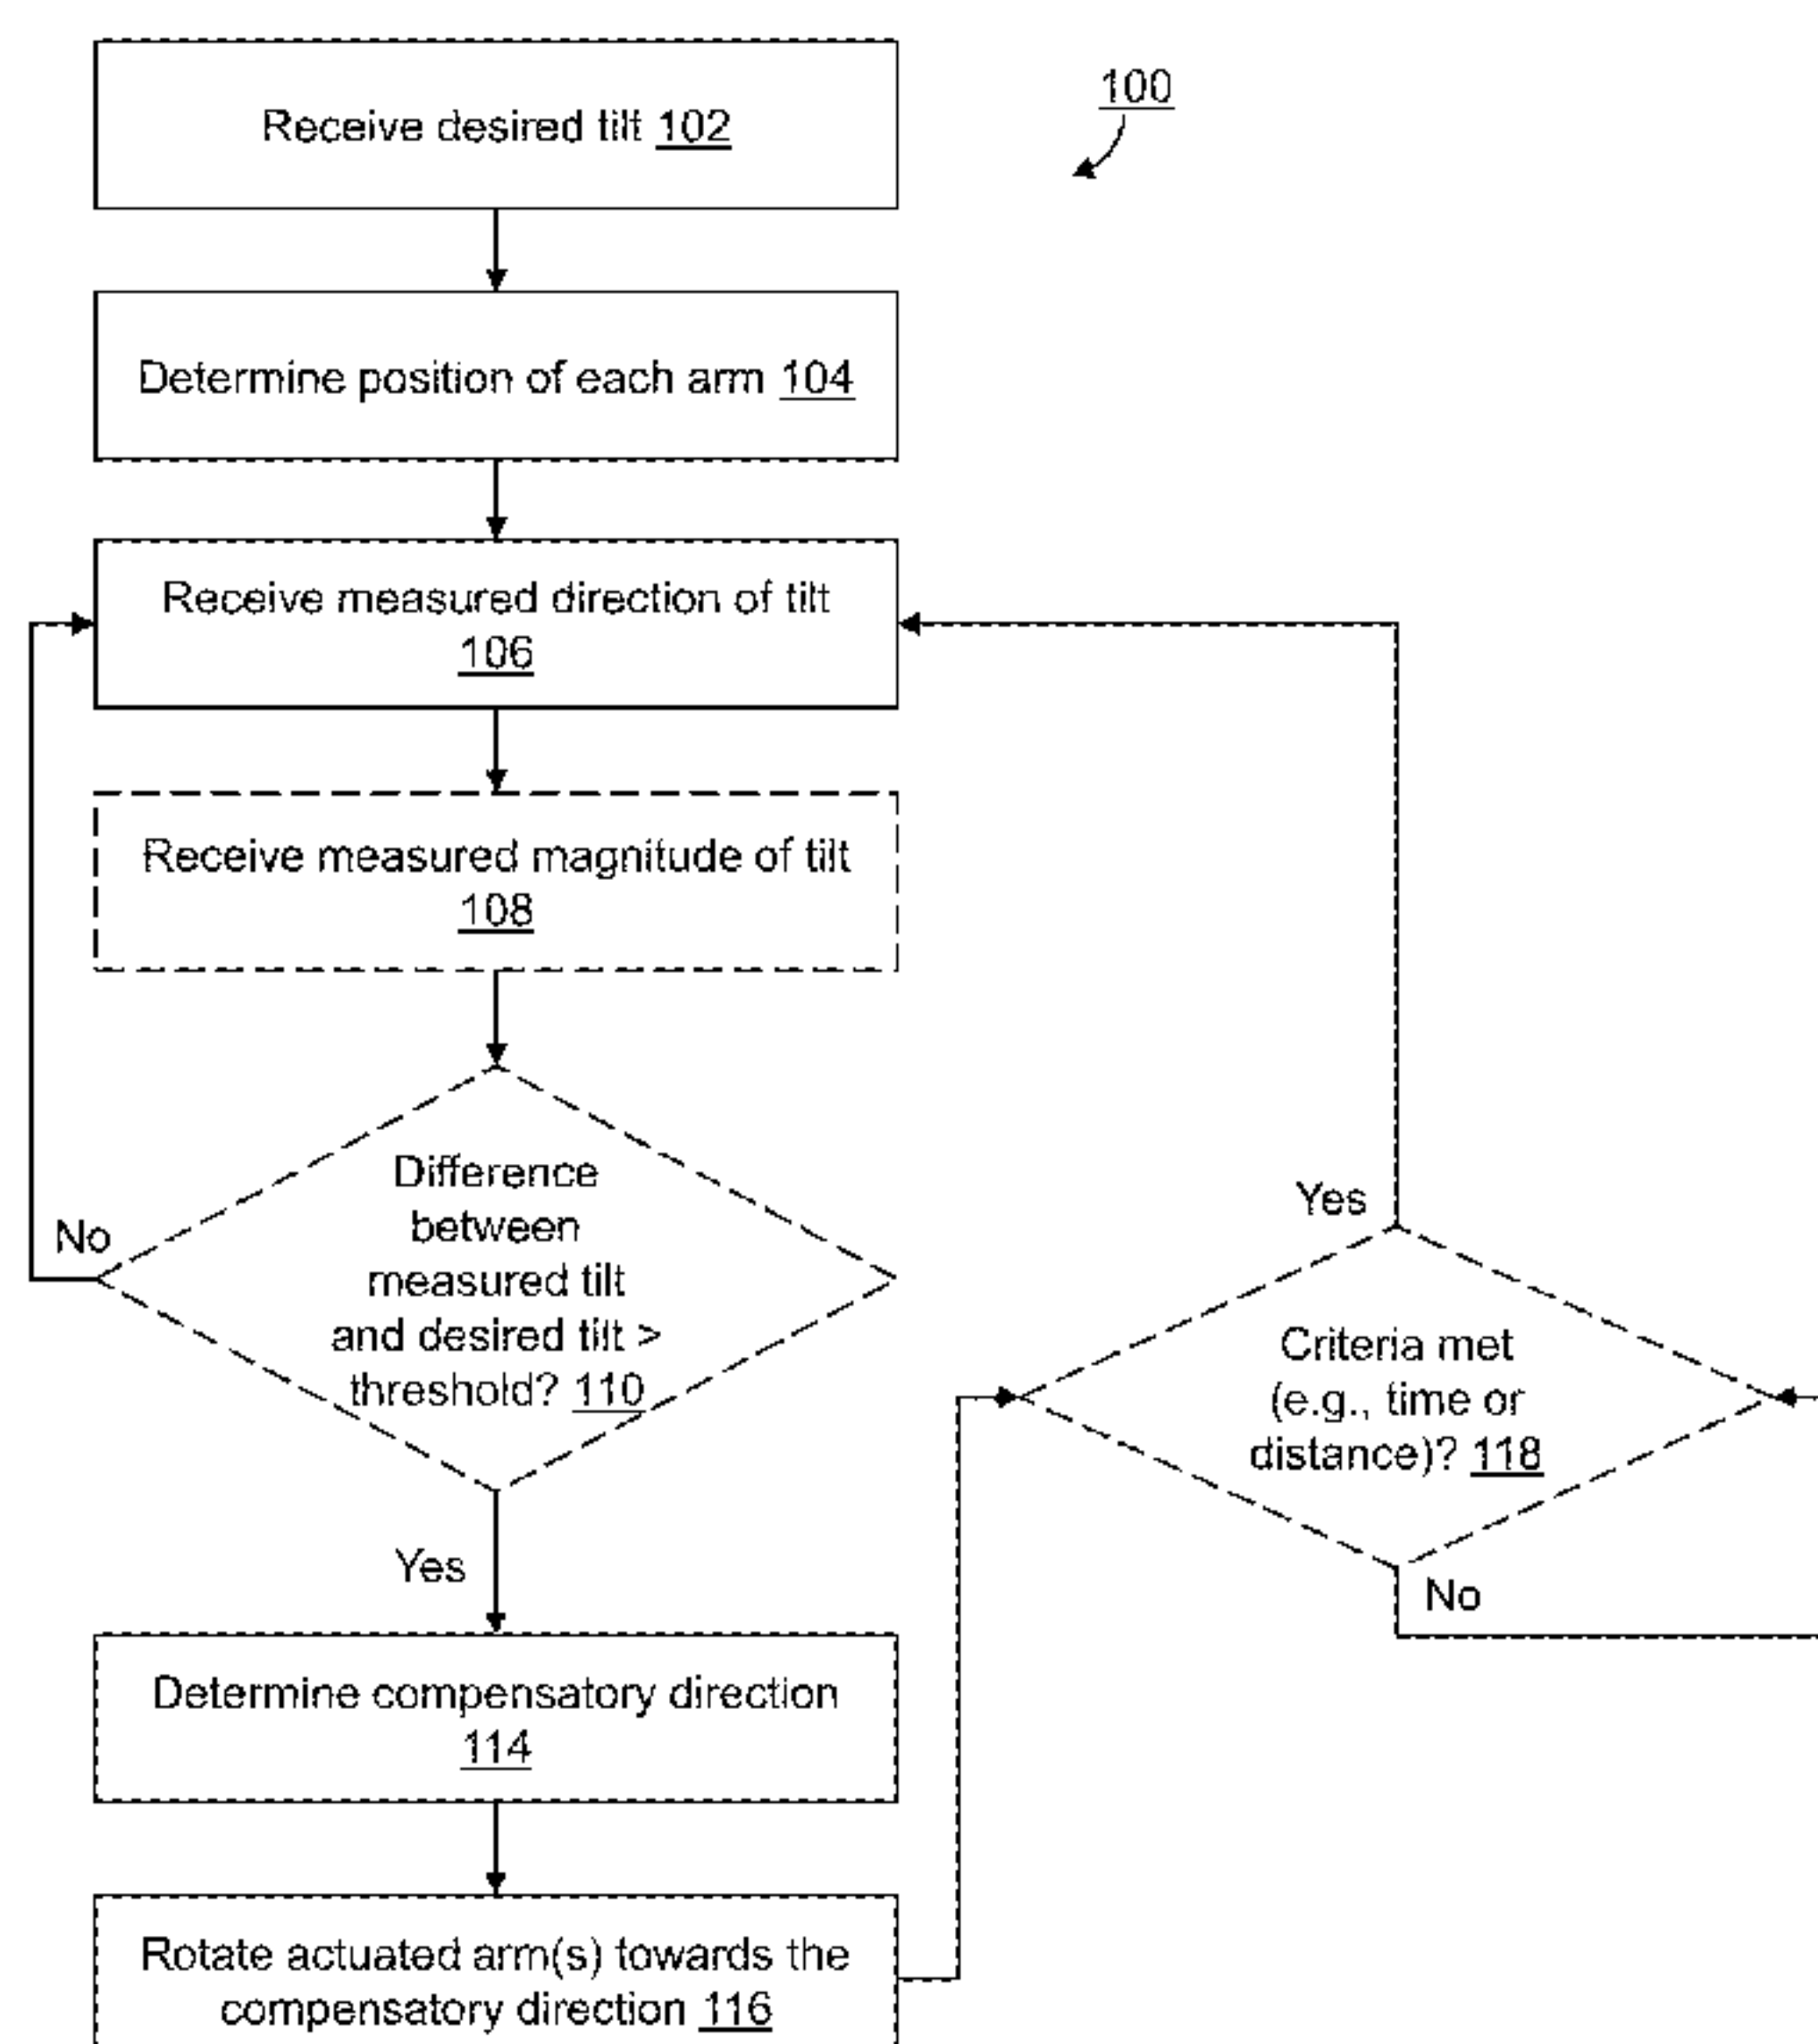 100
Receive desired tilt 102
Determine position of each arm 104
Receive measured direction of tilt
106
Receive measured magnitude of tilt
108
Difference
between
measured tilt
and desired tilt >
threshold? 110
No
Yes
Determine compensatory direction
114
Rotate actuated arm(s) towards the
compensatory direction 116
Yes
Criteria met
(e.g., time or
distance)? 118
No